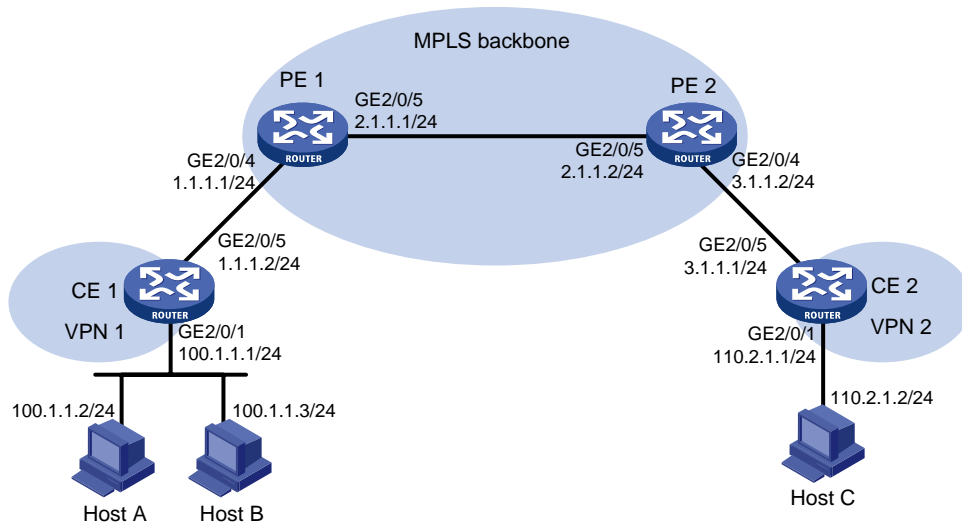 MPLS backbone
PE 1
PE 2
GE2/0/5
2.1.1.1/24
ROUTER
ROUTER
GE2/0/4
1.1.1.1/24
GE2/0/5
2.1.1.2/24
GE2/0/4
3.1.1.2/24
GE2/0/5
1.1.1.2/24
GE2/0/5
3.1.1.1/24
CE 1
ROUTER
VPN 1
CE 2
ROUTER
VPN 2
GE2/0/1
100.1.1.1/24
GE2/0/1
110.2.1.1/24
100.1.1.2/24
100.1.1.3/24
110.2.1.2/24
Host A
Host B
Host C